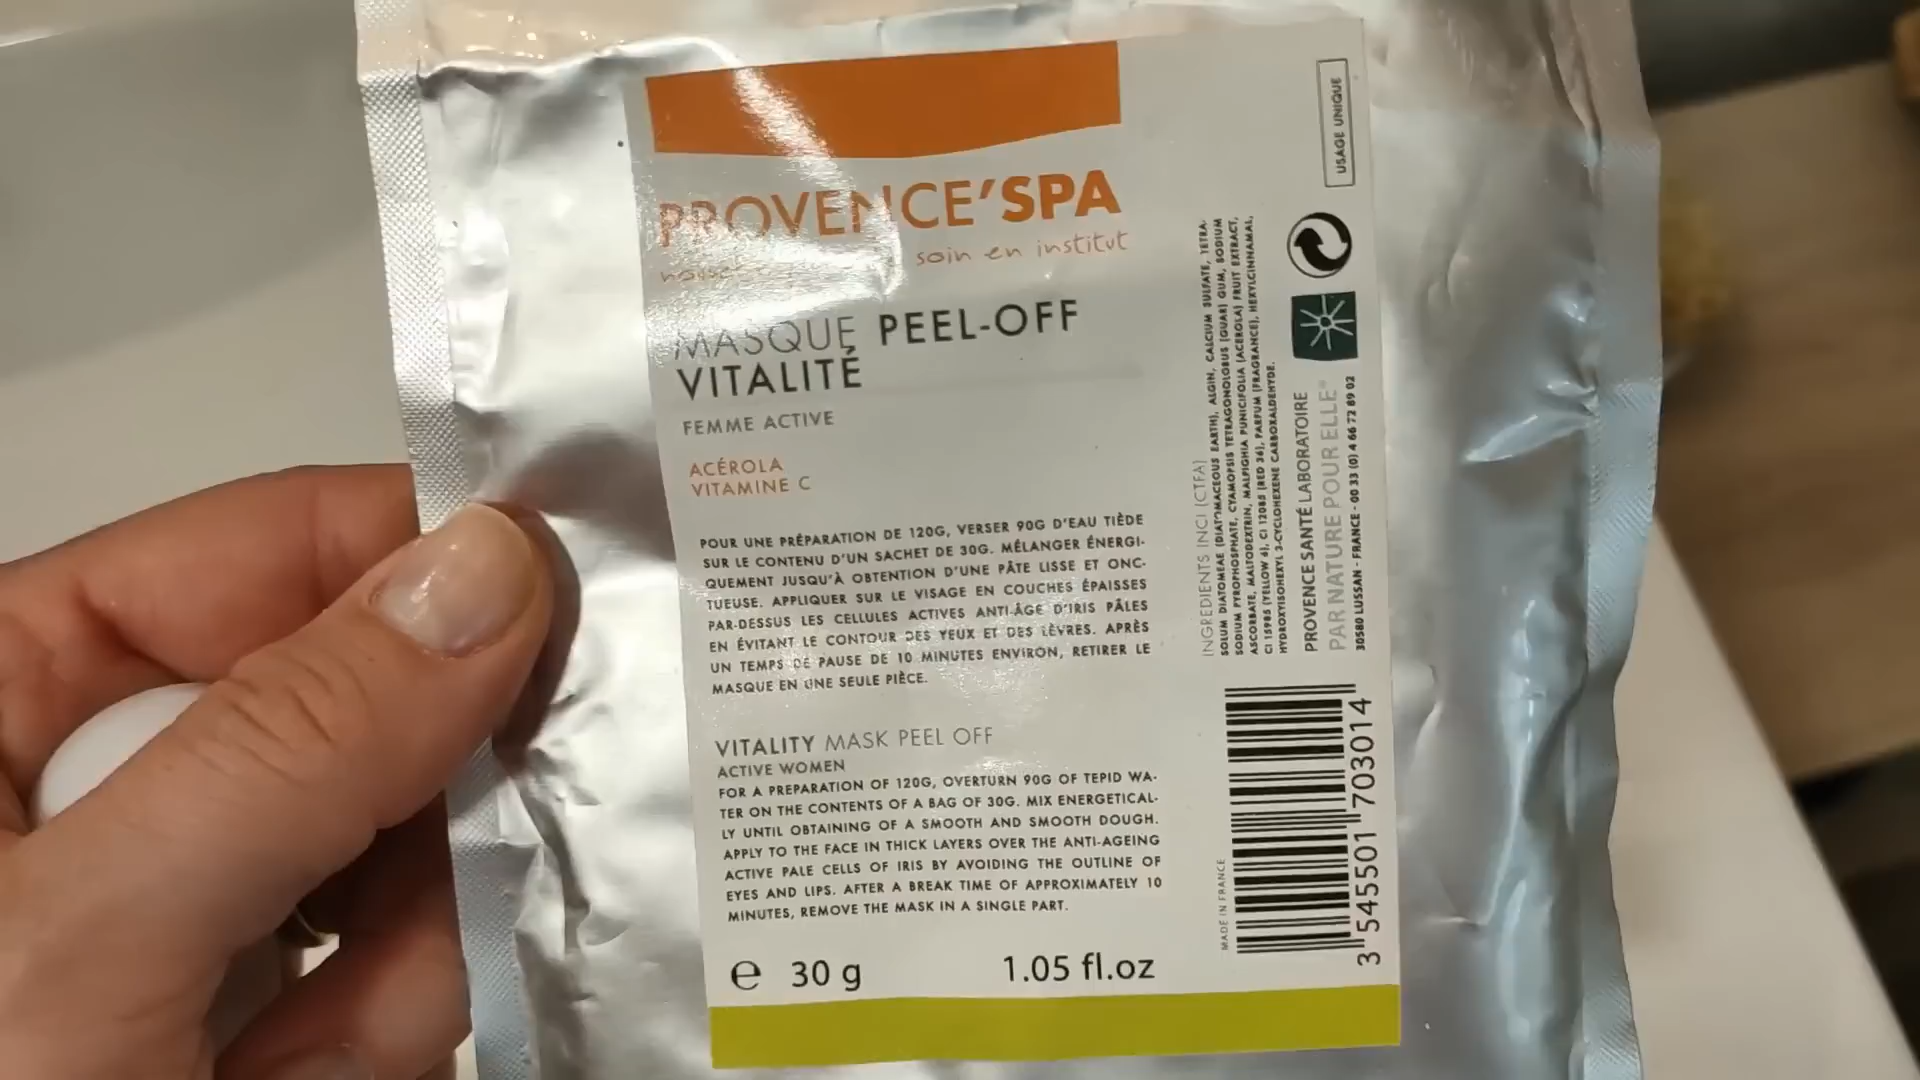 PROVENCE'SPA
soin en institut
MASQUE PEEL-OFF
VITALITÉ
FEMME ACTIVE
ACÉROLA
VITAMINE C
POUR UNE PRÉPARATION DE 120G, VERSER 90G D'EAU TIÈDE
SUR LE CONTENU D'UN SACHET DE 30G. MÉLANGER ÉNERGI-
QUEMENT JUSQU'À OBTENTION D'UNE PÂTE LISSE ET ONC-
TUEUSE. APPLIQUER SUR LE VISAGE EN COUCHES ÉPAISSES
PAR-DESSUS LES CELLULES ACTIVES ANTI-ÂGE D'IRIS PÂLES
EN ÉVITANT LE CONTOUR DES YEUX ET DES LÈVRES. APRÈS
UN TEMPS DE PAUSE DE 10 MINUTES ENVIRON, RETIRER LE
MASQUE EN UNE SEULE PIÈCE.
VITALITY MASK PEEL OFF
ACTIVE WOMEN
FOR A PREPARATION OF 120G, OVERTURN 90G OF TEPID WA-
TER ON THE CONTENTS OF A BAG OF 30G. MIX ENERGETICAL-
LY UNTIL OBTAINING OF A SMOOTH AND SMOOTH DOUGH.
APPLY TO THE FACE IN THICK LAYERS OVER THE ANTI-AGEING
ACTIVE PALE CELLS OF IRIS BY AVOIDING THE OUTLINE OF
EYES AND LIPS. AFTER A BREAK TIME OF APPROXIMATELY 10
MINUTES, REMOVE THE MASK IN A SINGLE PART.
e 30 g 1.05 fl.oz
INGREDIENTS INCI (CTFA)
SOLUM DIATOMEAE (DIATOMACEOUS EARTH), ALGIN, CALCIUM SULFATE, TETRA-
SODIUM PYROPHOSPHATE, CYAMOPSIS TETRAGONOLOBUS (GUAR) GUM, SODIUM
ASCORBATE, MALTODEXTRIN, MALPIGHIA PUNICIFOLIA (ACEROLA) FRUIT EXTRACT,
CI 15985 (YELLOW 6), CI 12085 (RED 36), PARFUM (FRAGRANCE), HEXYLCINNAMAL,
HYDROXYISOHEXYL 3-CYCLOHEXENE CARBOXALDEHYDE.
PROVENCE SANTÉ LABORATOIRE
PAR NATURE POUR ELLE®
30580 LUSSAN - FRANCE - 00 33 (0) 4 66 72 89 02
USAGE UNIQUE
MADE IN FRANCE
3 545501 703014